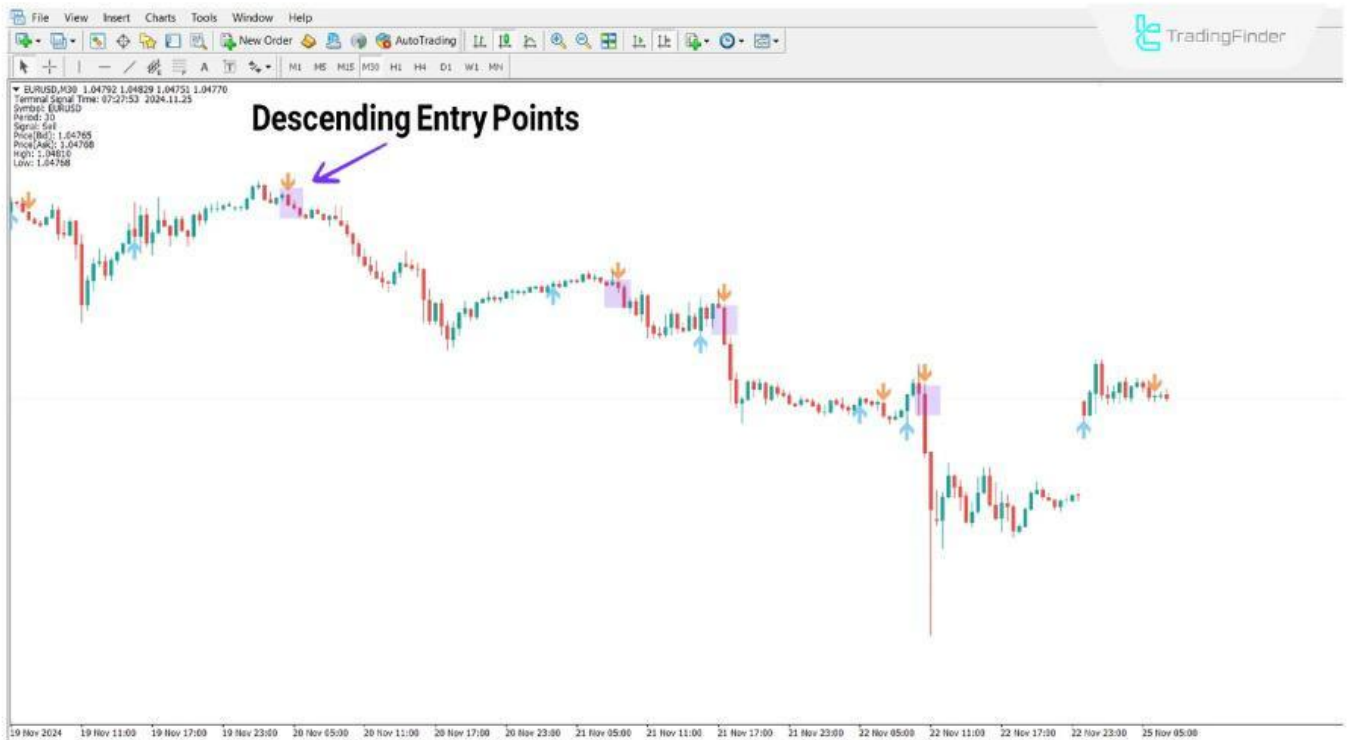 File View Insert Charts Tools Window Help
TradingFinder
New Order AutoTrading
A T M1 M5 M15 M30 H1 H4 D1 W1 MN
EURUSD,M30 1.04792 1.04829 1.04751 1.04770
Terminal Signal Time: 07:27:53 2024.11.25
Symbol: EURUSD
Period: 30
Signal: Sell
Price(Bid): 1.04765
Price(Ask): 1.04768
High: 1.04810
Low: 1.04768
Descending Entry Points
19 Nov 2024 19 Nov 11:00 19 Nov 17:00 19 Nov 23:00 20 Nov 05:00 20 Nov 11:00 20 Nov 17:00 20 Nov 23:00 21 Nov 05:00 21 Nov 11:00 21 Nov 17:00 21 Nov 23:00 22 Nov 05:00 22 Nov 11:00 22 Nov 17:00 22 Nov 23:00 25 Nov 05:00